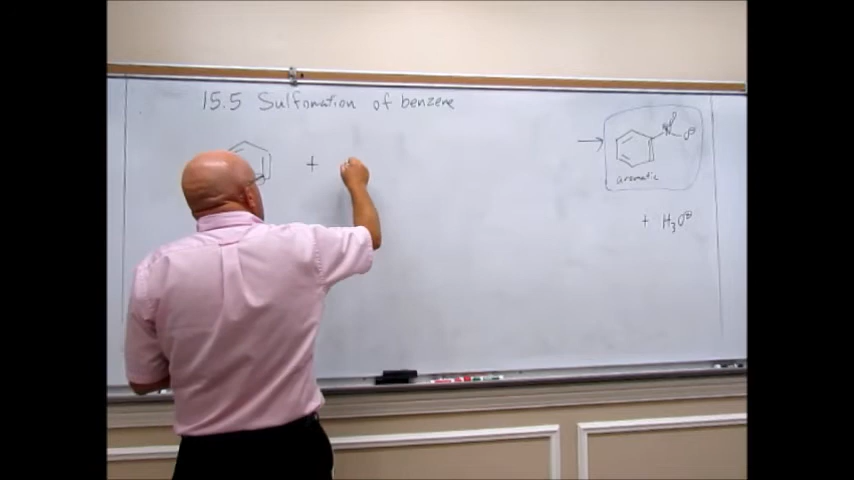 15.5 Sulfonation of benzene
+
aromatic
+ H₃O⊕